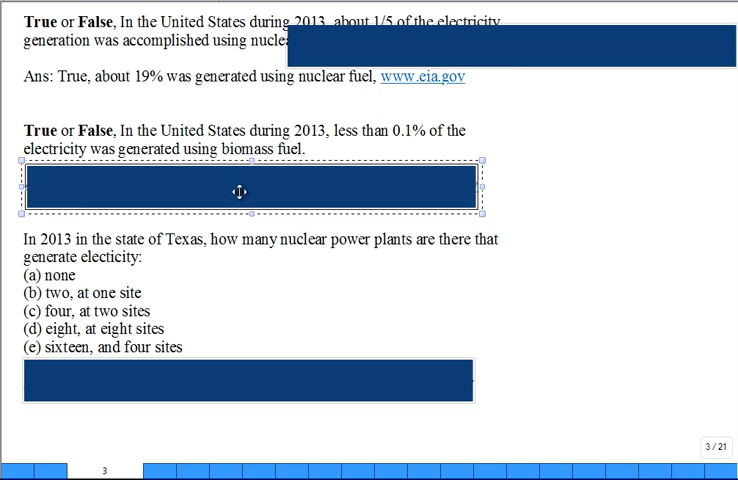 True or False, In the United States during 2013, about 1/5 of the electricity
generation was accomplished using
Ans: True, about 19% was generated using nuclear fuel, www.eia.gov
True or False, In the United States during 2013, less than 0.1% of the
electricity was generated using biomass fuel.
In 2013 in the state of Texas, how many nuclear power plants are there that
generate electicity:
(a) none
(b) two, at one site
(c) four, at two sites
(d) eight, at eight sites
(e) sixteen, and four sites
3 / 21
3